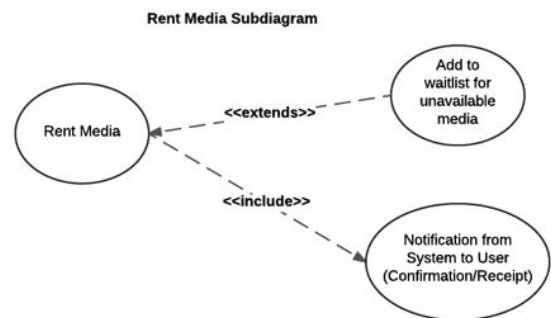 Rent Media Subdiagram
Add to
waitlist for
unavailable
media
<<extends>>
Rent Media
<<include>>
Notification from
System to User
(Confirmation/Receipt)